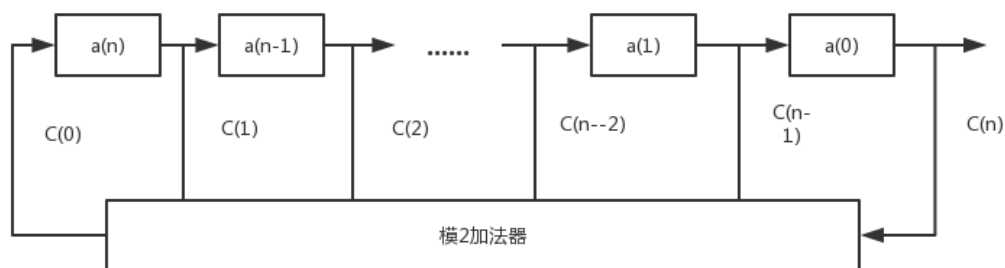 a(n)
a(n-1)
......
a(1)
a(0)
C(0)
C(1)
C(2)
C(n--2)
C(n-
1)
C(n)
模2加法器